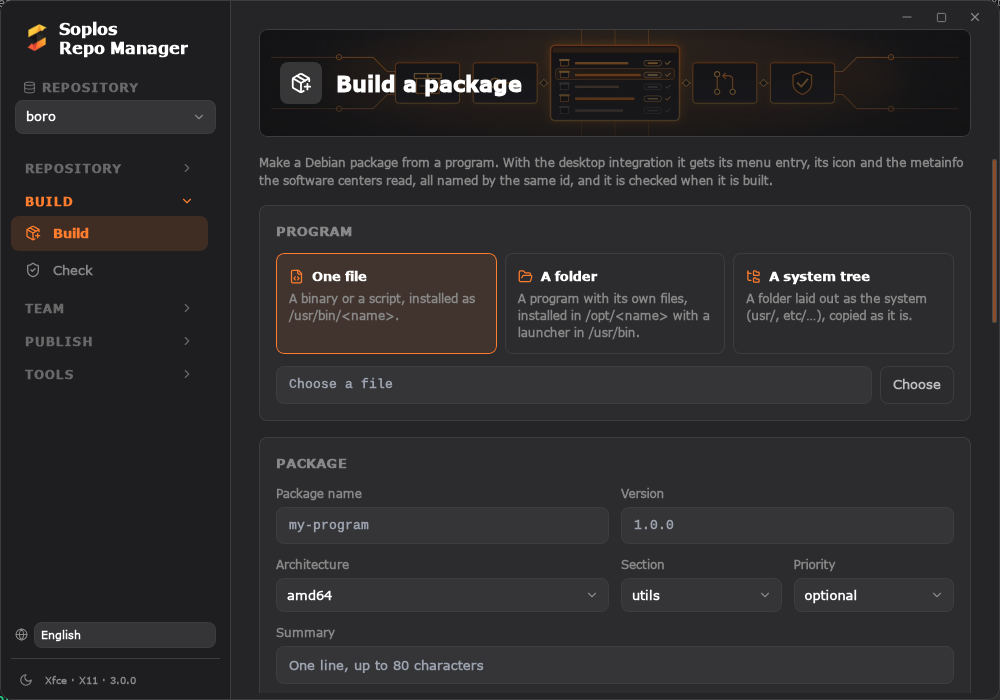 Soplos
Repo Manager
REPOSITORY
boro
REPOSITORY
BUILD
Build
Check
TEAM
PUBLISH
TOOLS
English
Xfce • X11 • 3.0.0
Build a package
Make a Debian package from a program. With the desktop integration it gets its menu entry, its icon and the metainfo
the software centers read, all named by the same id, and it is checked when it is built.
PROGRAM
One file
A binary or a script, installed as
/usr/bin/<name>.
A folder
A program with its own files,
installed in /opt/<name> with a
launcher in /usr/bin.
A system tree
A folder laid out as the system
(usr/, etc/...), copied as it is.
Choose a file
Choose
PACKAGE
Package name
Version
my-program
1.0.0
Architecture
Section
Priority
amd64
utils
optional
Summary
One line, up to 80 characters